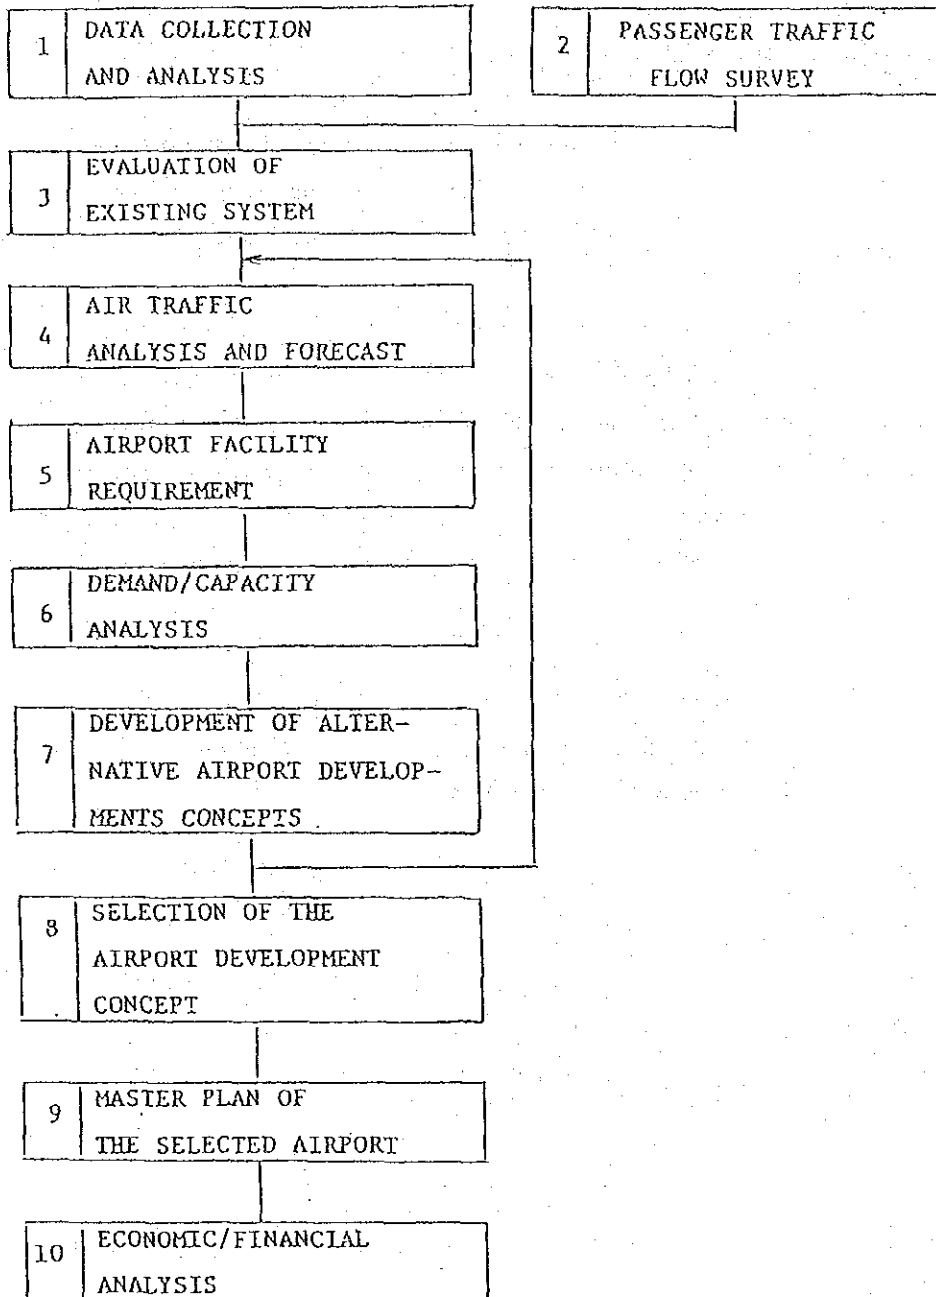 1 DATA COLLECTION
AND ANALYSIS
2 PASSENGER TRAFFIC
FLOW SURVEY
3 EVALUATION OF
EXISTING SYSTEM
4 AIR TRAFFIC
ANALYSIS AND FORECAST
5 AIRPORT FACILITY
REQUIREMENT
6 DEMAND/CAPACITY
ANALYSIS
7 DEVELOPMENT OF ALTER-
NATIVE AIRPORT DEVELOP-
MENTS CONCEPTS
8 SELECTION OF THE
AIRPORT DEVELOPMENT
CONCEPT
9 MASTER PLAN OF
THE SELECTED AIRPORT
10 ECONOMIC/FINANCIAL
ANALYSIS